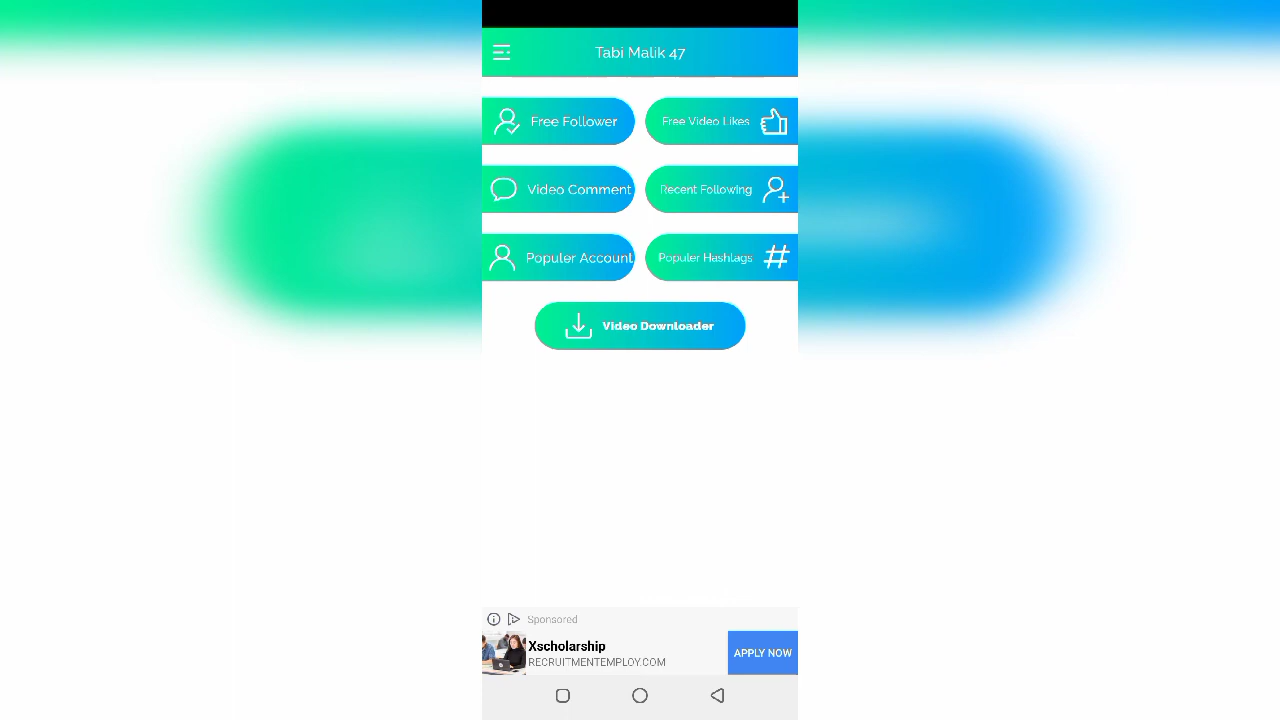 Tabi Malik 47
Free Follower
Free Video Likes
Video Comment
Recent Following
Populer Account
Populer Hashtags
Video Downloader
Sponsored
Xscholarship
RECRUITMENTEMPLOY.COM
APPLY NOW